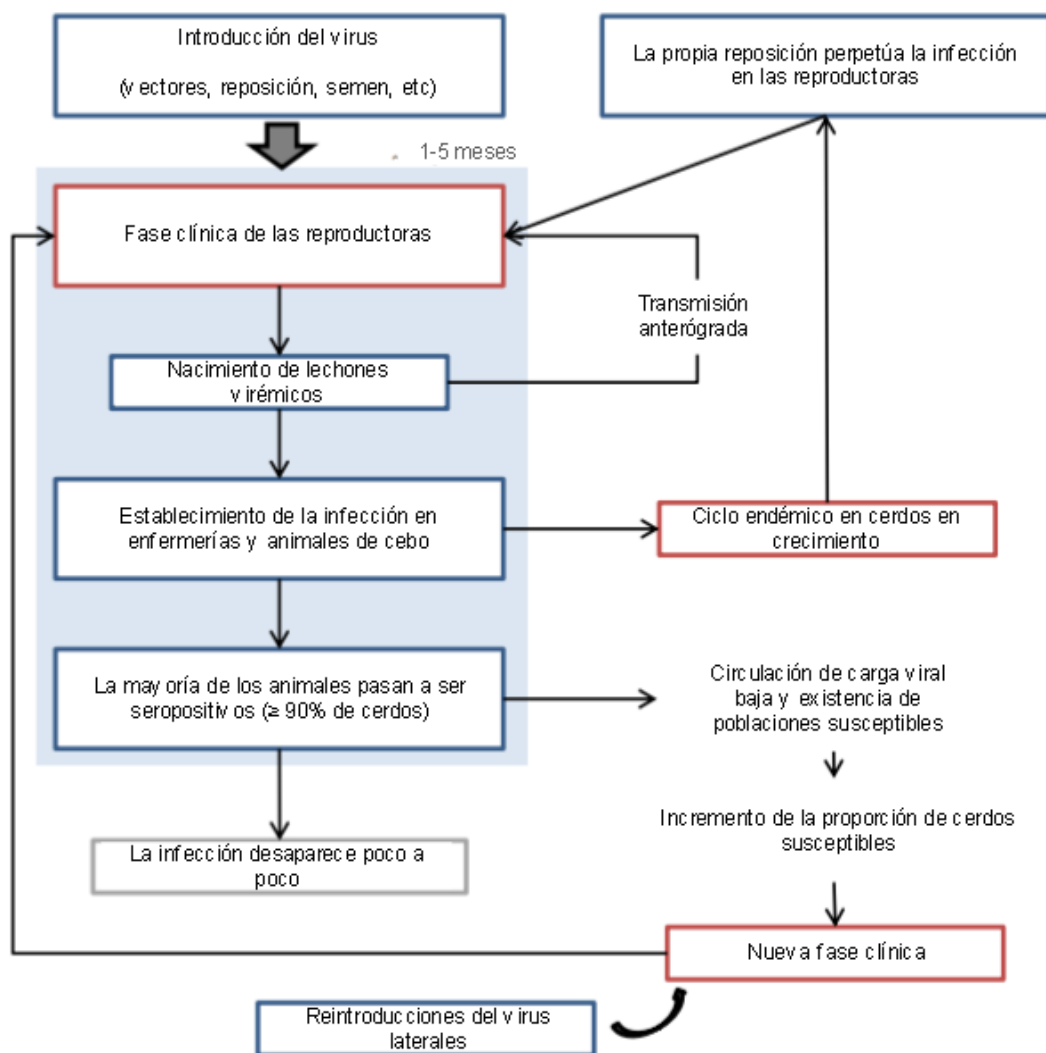 Introducción del virus
(vectores, reposición, semen, etc)
La propia reposición perpetúa la infección
en las reproductoras
1-5 meses
Fase clínica de las reproductoras
Transmisión
anterógrada
Nacimiento de lechones
virémicos
Establecimiento de la infección en
enfermerías y animales de cebo
Ciclo endémico en cerdos en
crecimiento
La mayoría de los animales pasan a ser
seropositivos (≥ 90% de cerdos)
Circulación de carga viral
baja y existencia de
poblaciones susceptibles
Incremento de la proporción de cerdos
susceptibles
La infección desaparece poco a
poco
Nueva fase clínica
Reintroducciones del virus
laterales